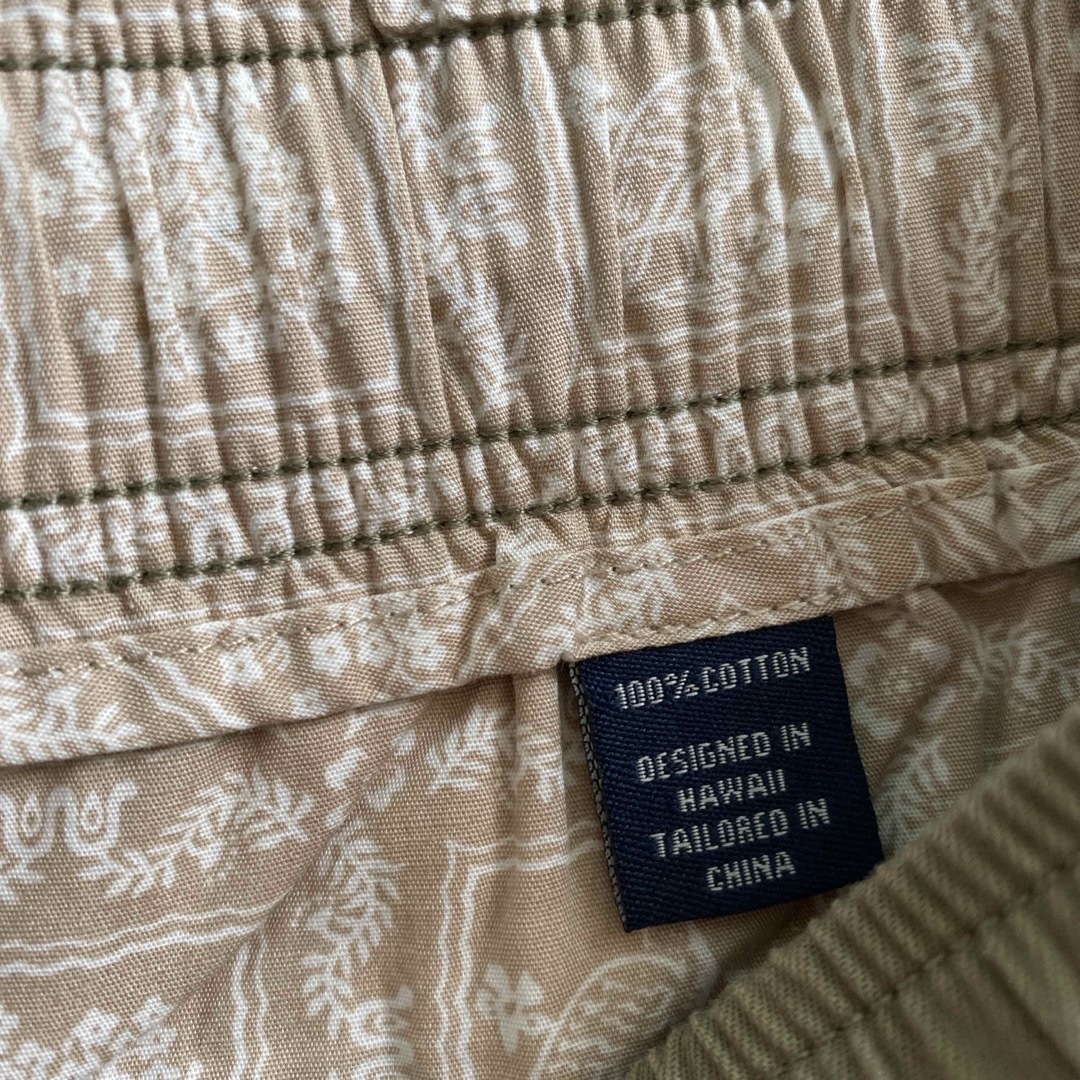 100% COTTON
DESIGNED IN
HAWAII
TAILORED IN
CHINA